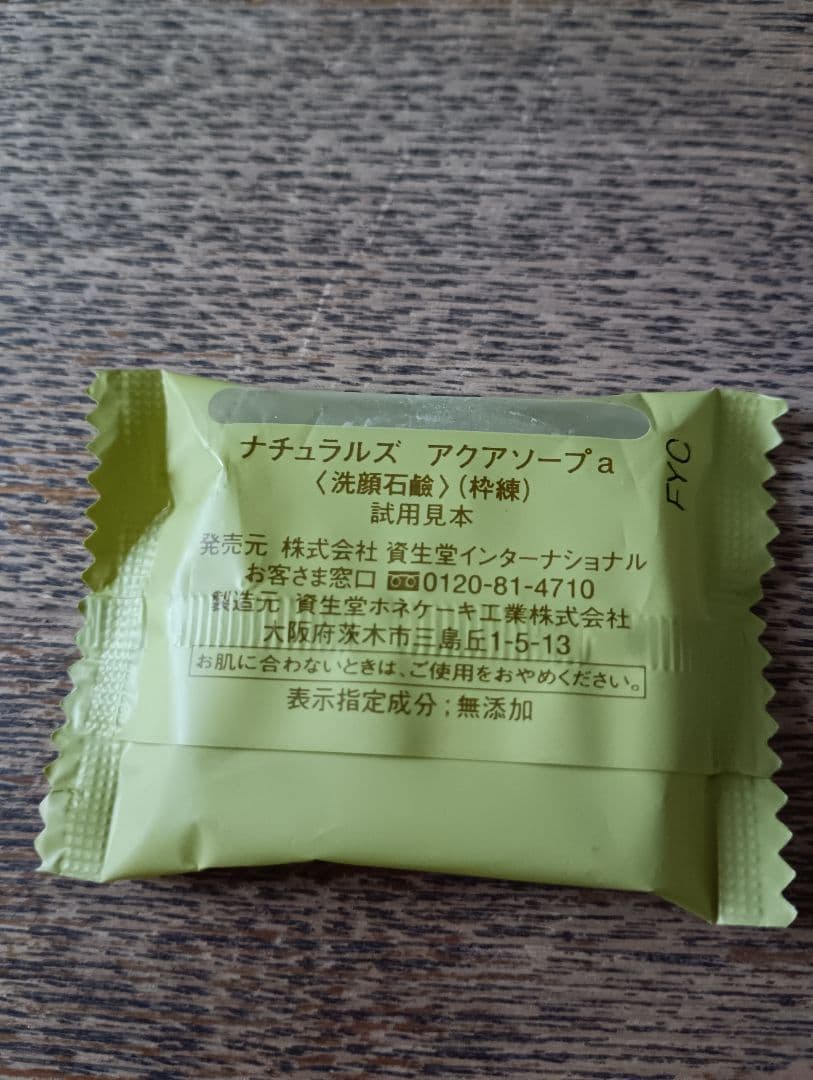 ナチュラルズ アクアソープa
〈洗顔石鹸〉(枠練)
試用見本
発売元 株式会社 資生堂インターナショナル
お客さま窓口 0120-81-4710
製造元 資生堂ホネケーキ工業株式会社
大阪府茨木市三島丘1-5-13
お肌に合わないときは、ご使用をおやめください。
表示指定成分;無添加
FYC